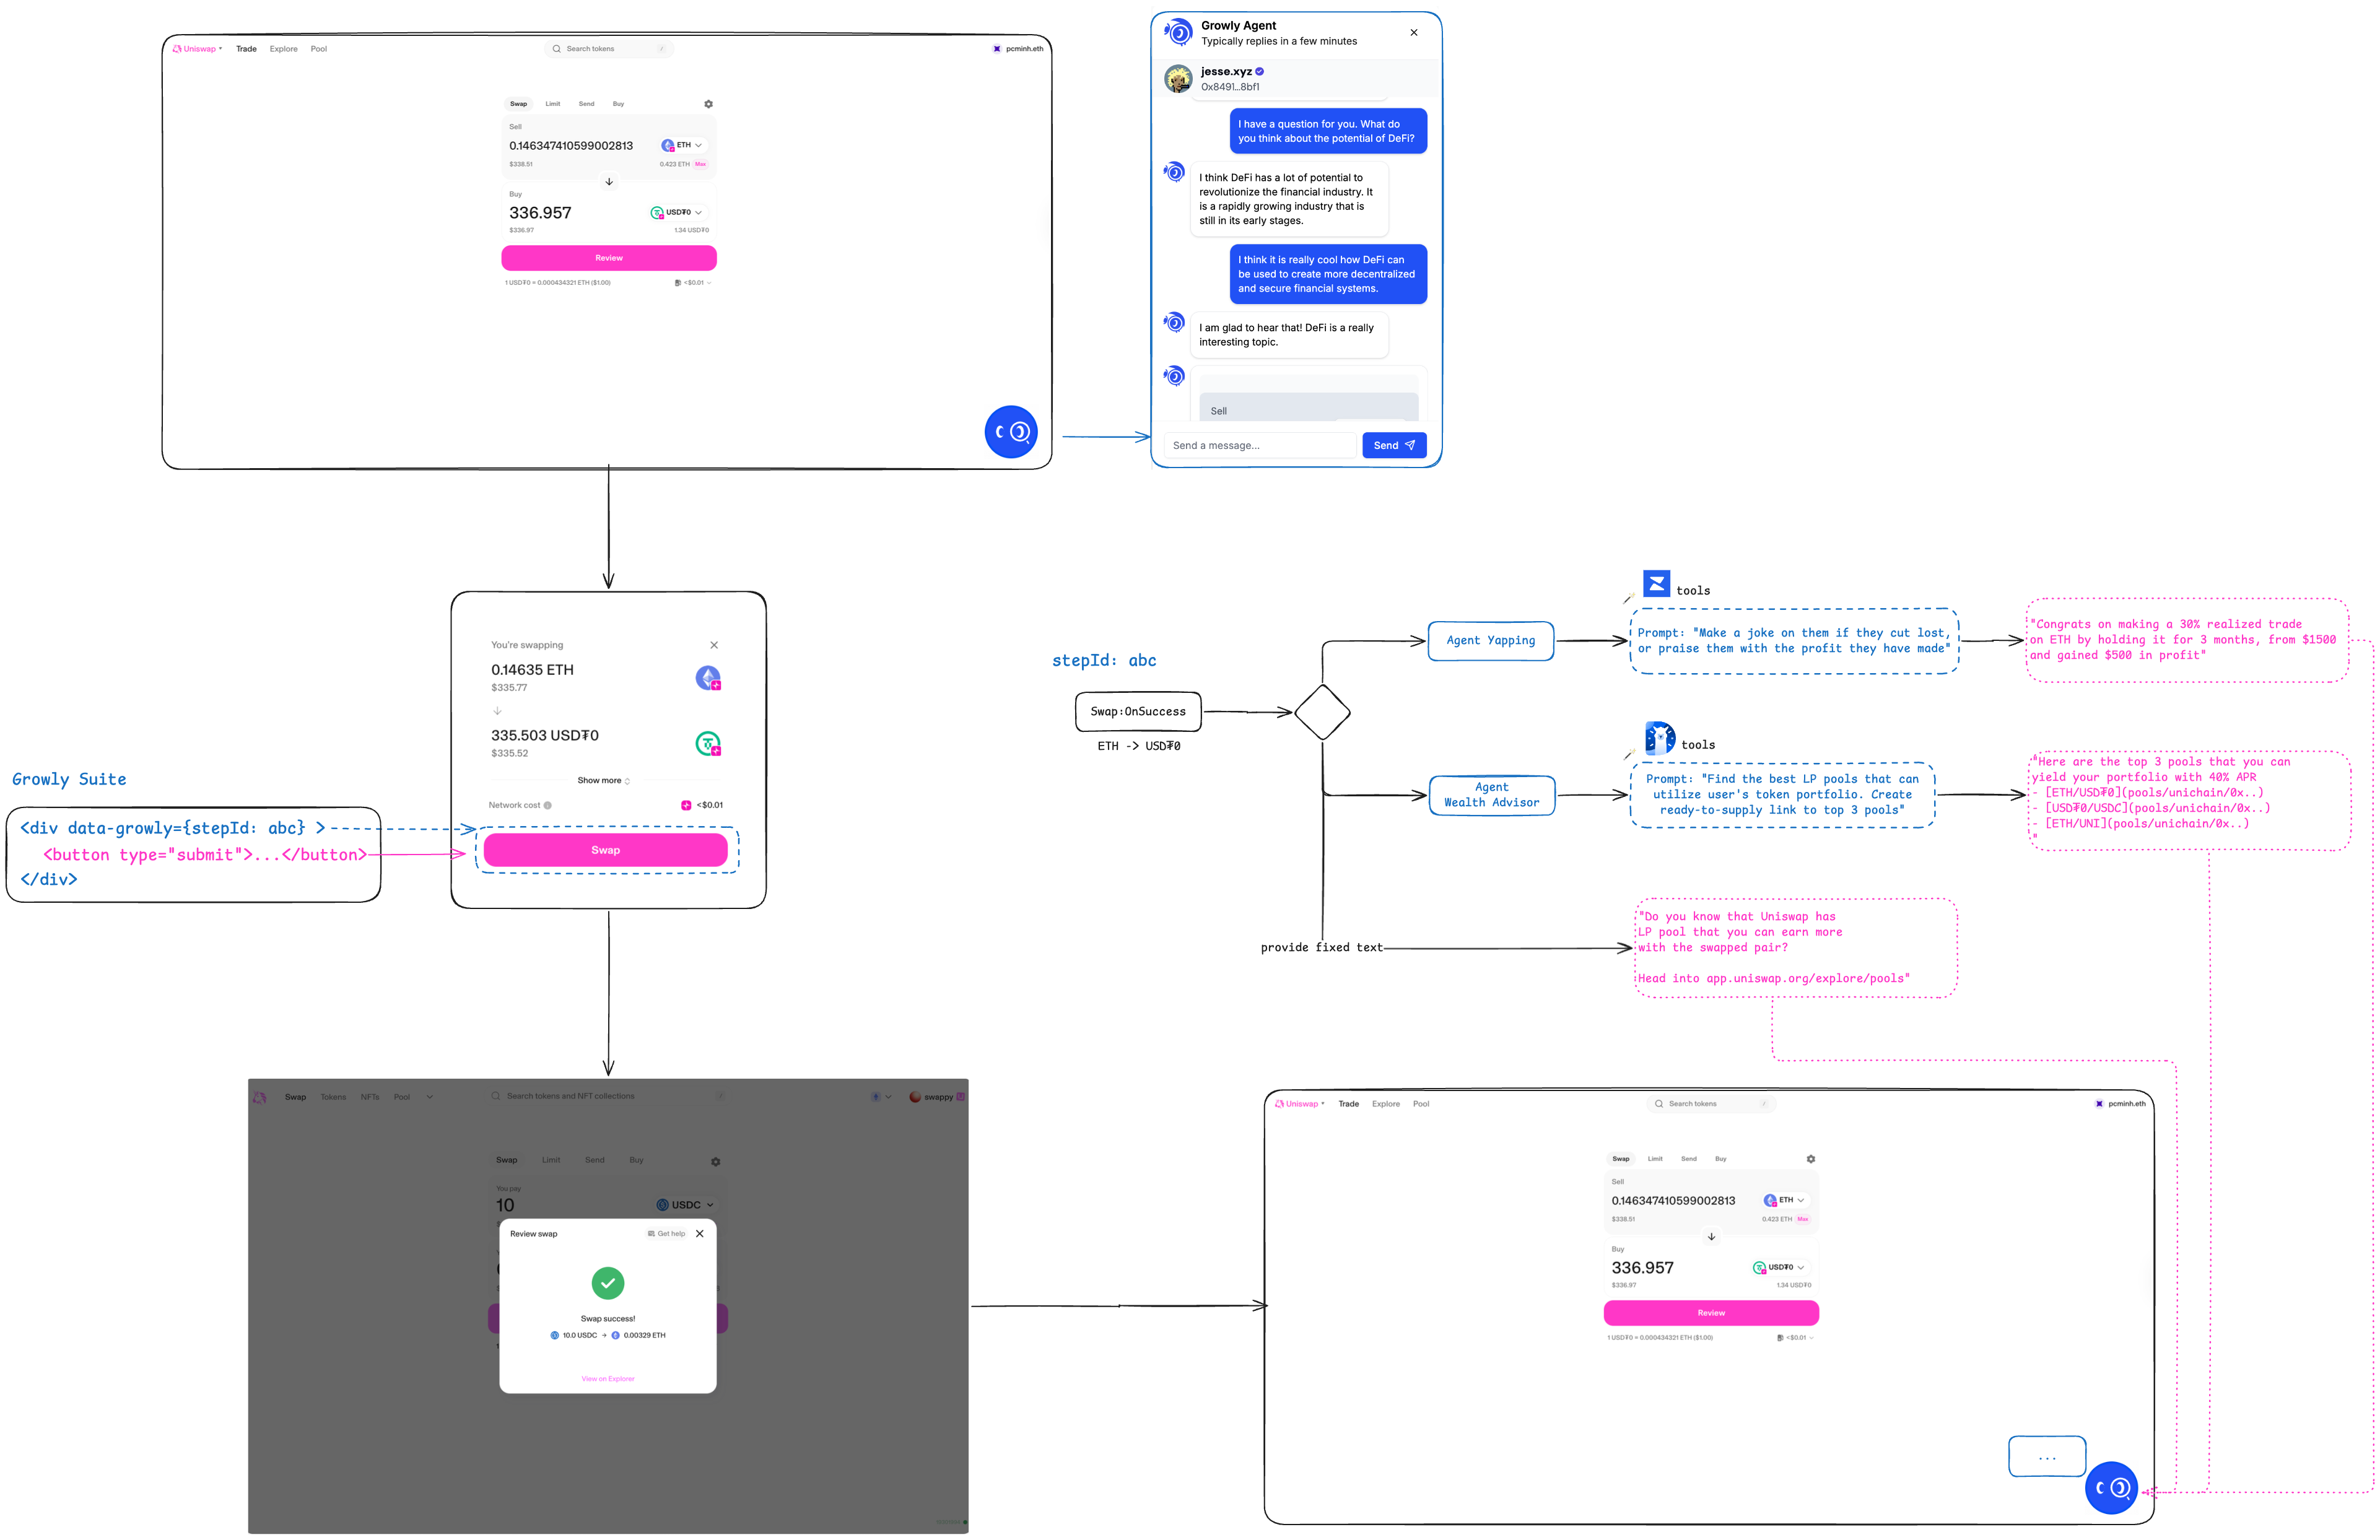 Uniswap
Trade
Explore
Pool
Search tokens
/
pcminh.eth
Swap
Limit
Send
Buy
Sell
0.146347410599002813
ETH
$338.51
0.423 ETH
Max
Buy
336.957
USD₮0
$336.97
1.34 USD₮0
Review
1 USD₮0 = 0.000434321 ETH ($1.00)
<$0.01
Growly Agent
Typically replies in a few minutes
jesse.xyz
0x8491...8bf1
I have a question for you. What do
you think about the potential of DeFi?
I think DeFi has a lot of potential to
revolutionize the financial industry. It
is a rapidly growing industry that is
still in its early stages.
I think it is really cool how DeFi can
be used to create more decentralized
and secure financial systems.
I am glad to hear that! DeFi is a really
interesting topic.
Sell
Send a message...
Send
You're swapping
0.14635 ETH
$335.77
335.503 USD₮0
$335.52
Show more
Network cost
<$0.01
Swap
Growly Suite
<div data-growly={stepId: abc} >
<button type="submit">...</button>
</div>
stepId: abc
Swap:OnSuccess
ETH -> USD₮0
Agent Yapping
tools
Prompt: "Make a joke on them if they cut lost,
or praise them with the profit they have made"
"Congrats on making a 30% realized trade
on ETH by holding it for 3 months, from $1500
and gained $500 in profit"
Agent
Wealth Advisor
tools
Prompt: "Find the best LP pools that can
utilize user's token portfolio. Create
ready-to-supply link to top 3 pools"
"Here are the top 3 pools that you can
yield your portfolio with 40% APR
- [ETH/USD₮0](pools/unichain/0x..)
- [USD₮0/USDC](pools/unichain/0x..)
- [ETH/UNI](pools/unichain/0x..)
"
provide fixed text
"Do you know that Uniswap has
LP pool that you can earn more
with the swapped pair?
Head into app.uniswap.org/explore/pools"
Swap
Tokens
NFTs
Pool
Search tokens and NFT collections
/
swappy
Swap
Limit
Send
Buy
You pay
10
USDC
Review swap
Get help
Swap success!
10.0 USDC → 0.00329 ETH
View on Explorer
Uniswap
Trade
Explore
Pool
Search tokens
/
pcminh.eth
Swap
Limit
Send
Buy
Sell
0.146347410599002813
ETH
$338.51
0.423 ETH
Max
Buy
336.957
USD₮0
$336.97
1.34 USD₮0
Review
1 USD₮0 = 0.000434321 ETH ($1.00)
<$0.01
...